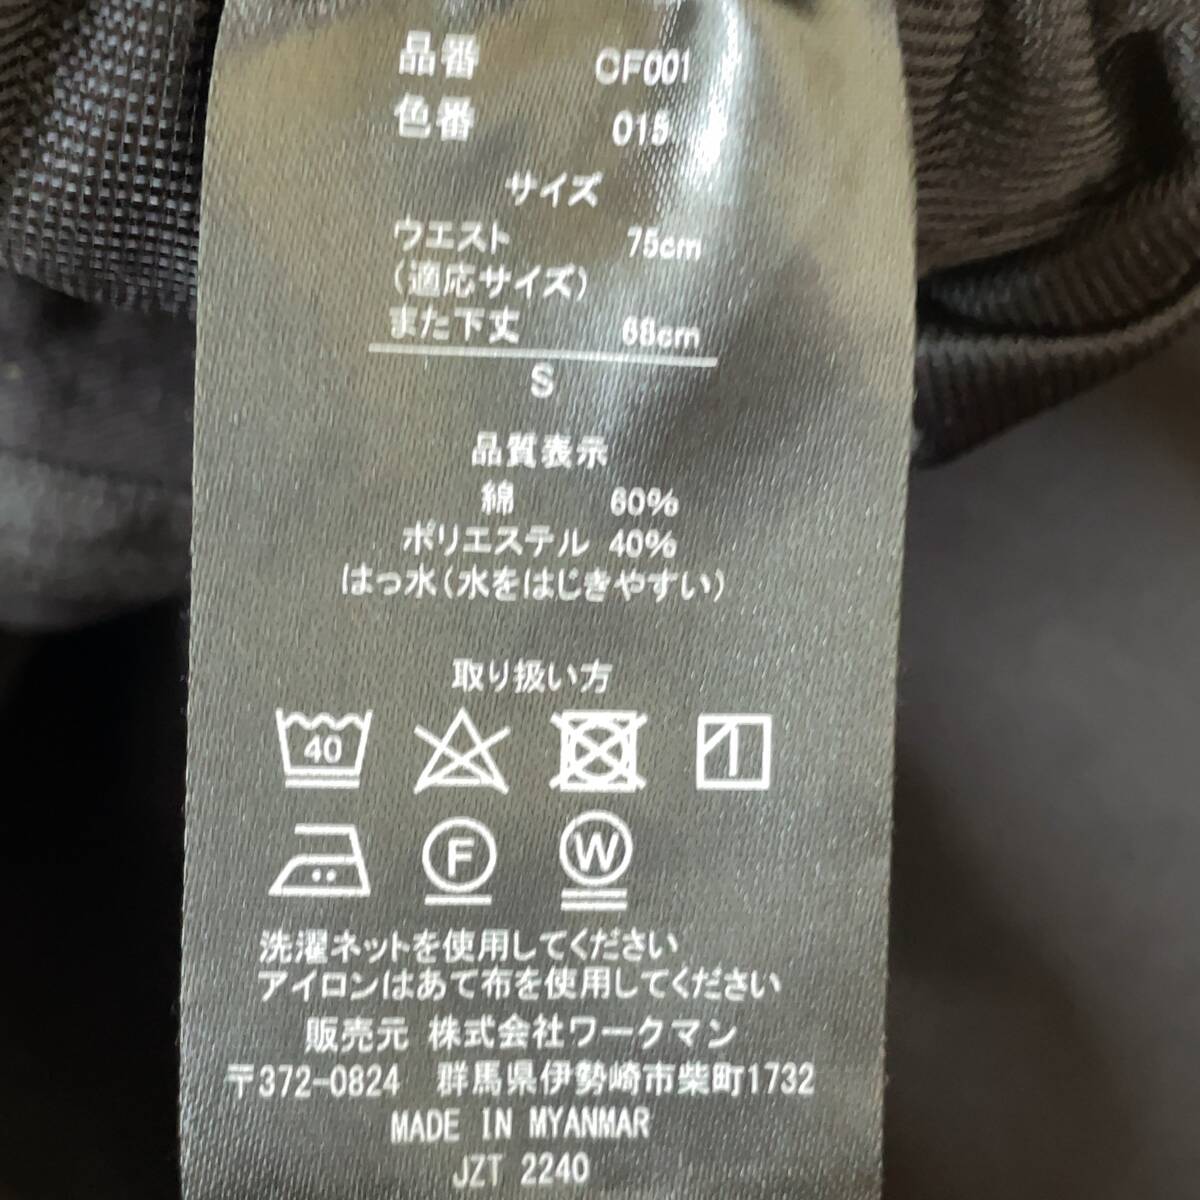 品番 CF001
色番 015
サイズ
ウエスト 75cm
(適応サイズ)
また下丈 68cm
S
品質表示
綿 60%
ポリエステル 40%
はっ水(水をはじきやすい)
取り扱い方
40
F W
洗濯ネットを使用してください
アイロンはあて布を使用してください
販売元 株式会社ワークマン
〒372-0824 群馬県伊勢崎市柴町1732
MADE IN MYANMAR
JZT 2240